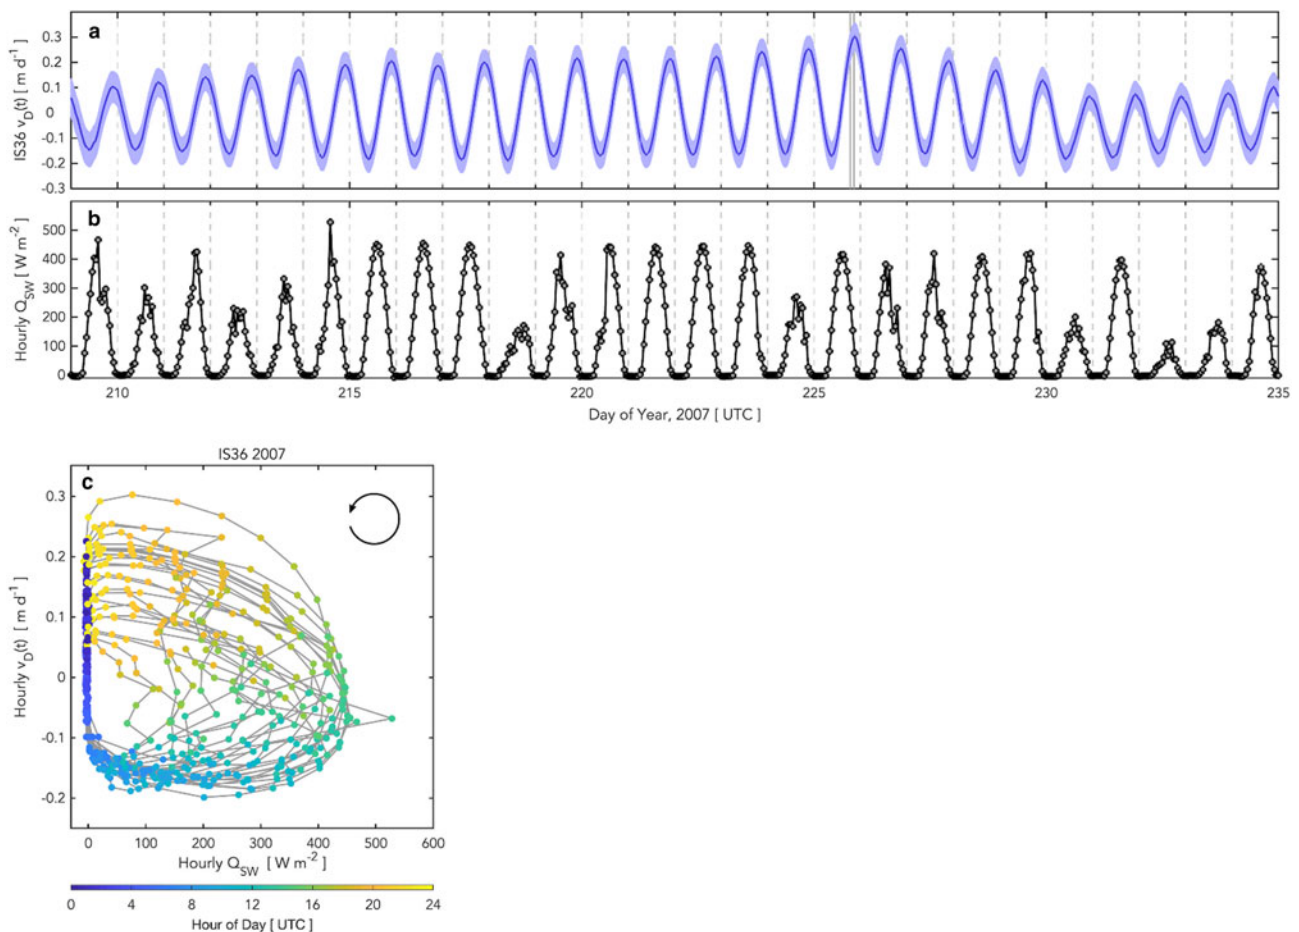 a
IS36 v_D(t) [ m d⁻¹ ]
0.3
0.2
0.1
0
-0.1
-0.2
-0.3
b
Hourly Q_SW [ W m⁻² ]
500
400
300
200
100
0
210 215 220 225 230 235
Day of Year, 2007 [ UTC ]
IS36 2007
c
Hourly v_D(t) [ m d⁻¹ ]
0.3
0.2
0.1
0
-0.1
-0.2
0 100 200 300 400 500 600
Hourly Q_SW [ W m⁻² ]
0 4 8 12 16 20 24
Hour of Day [ UTC ]